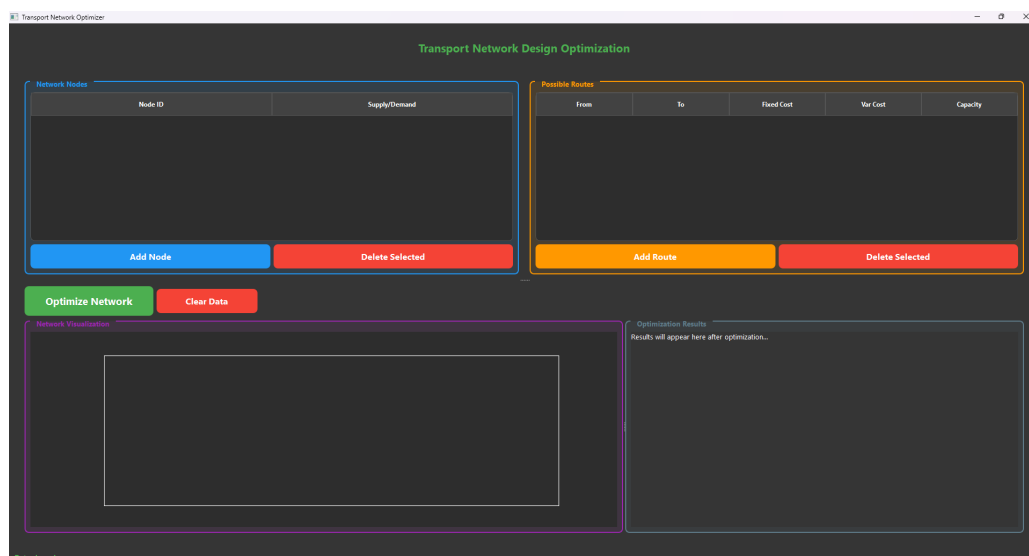 Transport Network Optimizer
Transport Network Design Optimization
Network Nodes
Node ID Supply/Demand
Add Node Delete Selected
Possible Routes
From To Fixed Cost Var Cost Capacity
Add Route Delete Selected
Optimize Network Clear Data
Network Visualization
Optimization Results
Results will appear here after optimization...